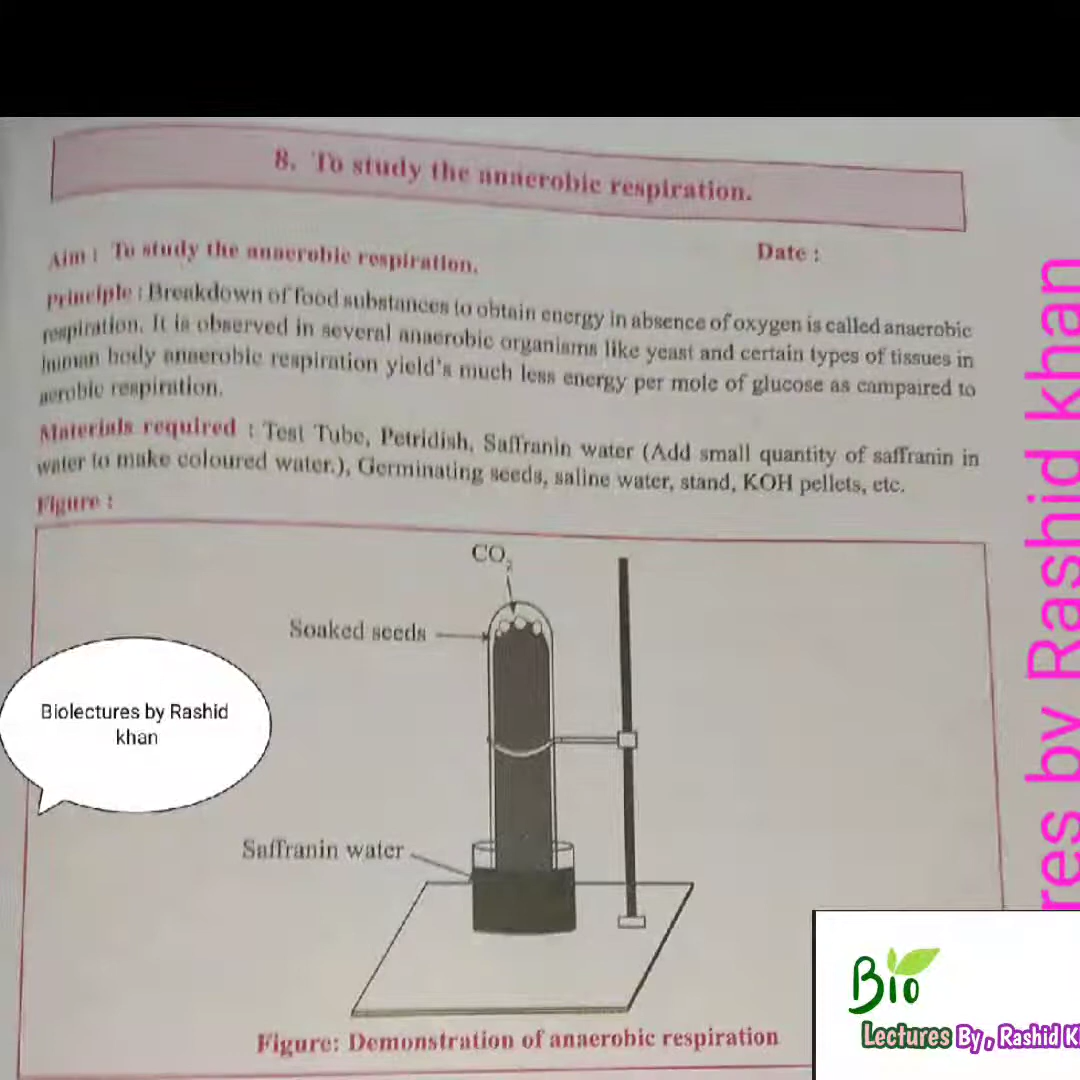 8. To study the anaerobic respiration.
Aim : To study the anaerobic respiration.
Date :
Principle : Breakdown of food substances to obtain energy in absence of oxygen is called anaerobic
respiration. It is observed in several anaerobic organisms like yeast and certain types of tissues in
human body anaerobic respiration yield's much less energy per mole of glucose as campaired to
aerobic respiration.
Materials required : Test Tube, Petridish, Saffranin water (Add small quantity of saffranin in
water to make coloured water.), Germinating seeds, saline water, stand, KOH pellets, etc.
Figure :
CO2
Soaked seeds
Biolectures by Rashid
khan
Saffranin water
Figure: Demonstration of anaerobic respiration
res by Rashid khan
Bio
Lectures By , Rashid K